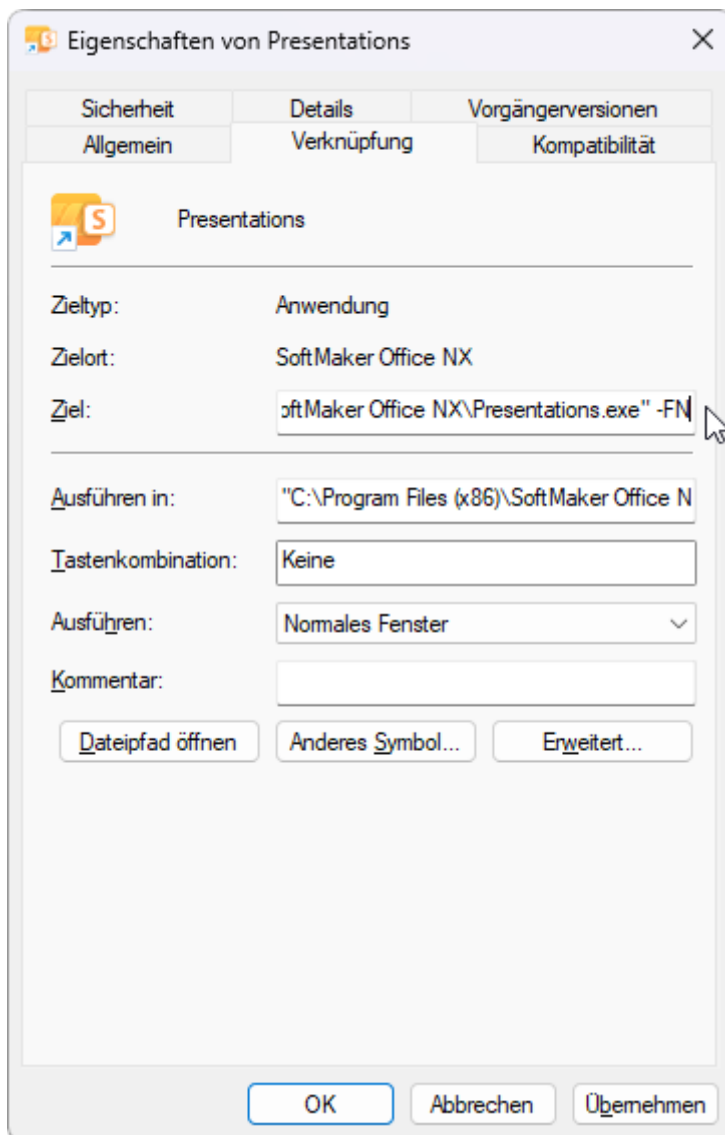 Eigenschaften von Presentations
Sicherheit Details Vorgängerversionen
Allgemein Verknüpfung Kompatibilität
S
Presentations
Zieltyp: Anwendung
Zielort: SoftMaker Office NX
Ziel: oftMaker Office NX\Presentations.exe" -FN
Ausführen in: "C:\Program Files (x86)\SoftMaker Office N
Tastenkombination: Keine
Ausführen: Normales Fenster
Kommentar:
Dateipfad öffnen Anderes Symbol... Erweitert...
OK Abbrechen Übernehmen